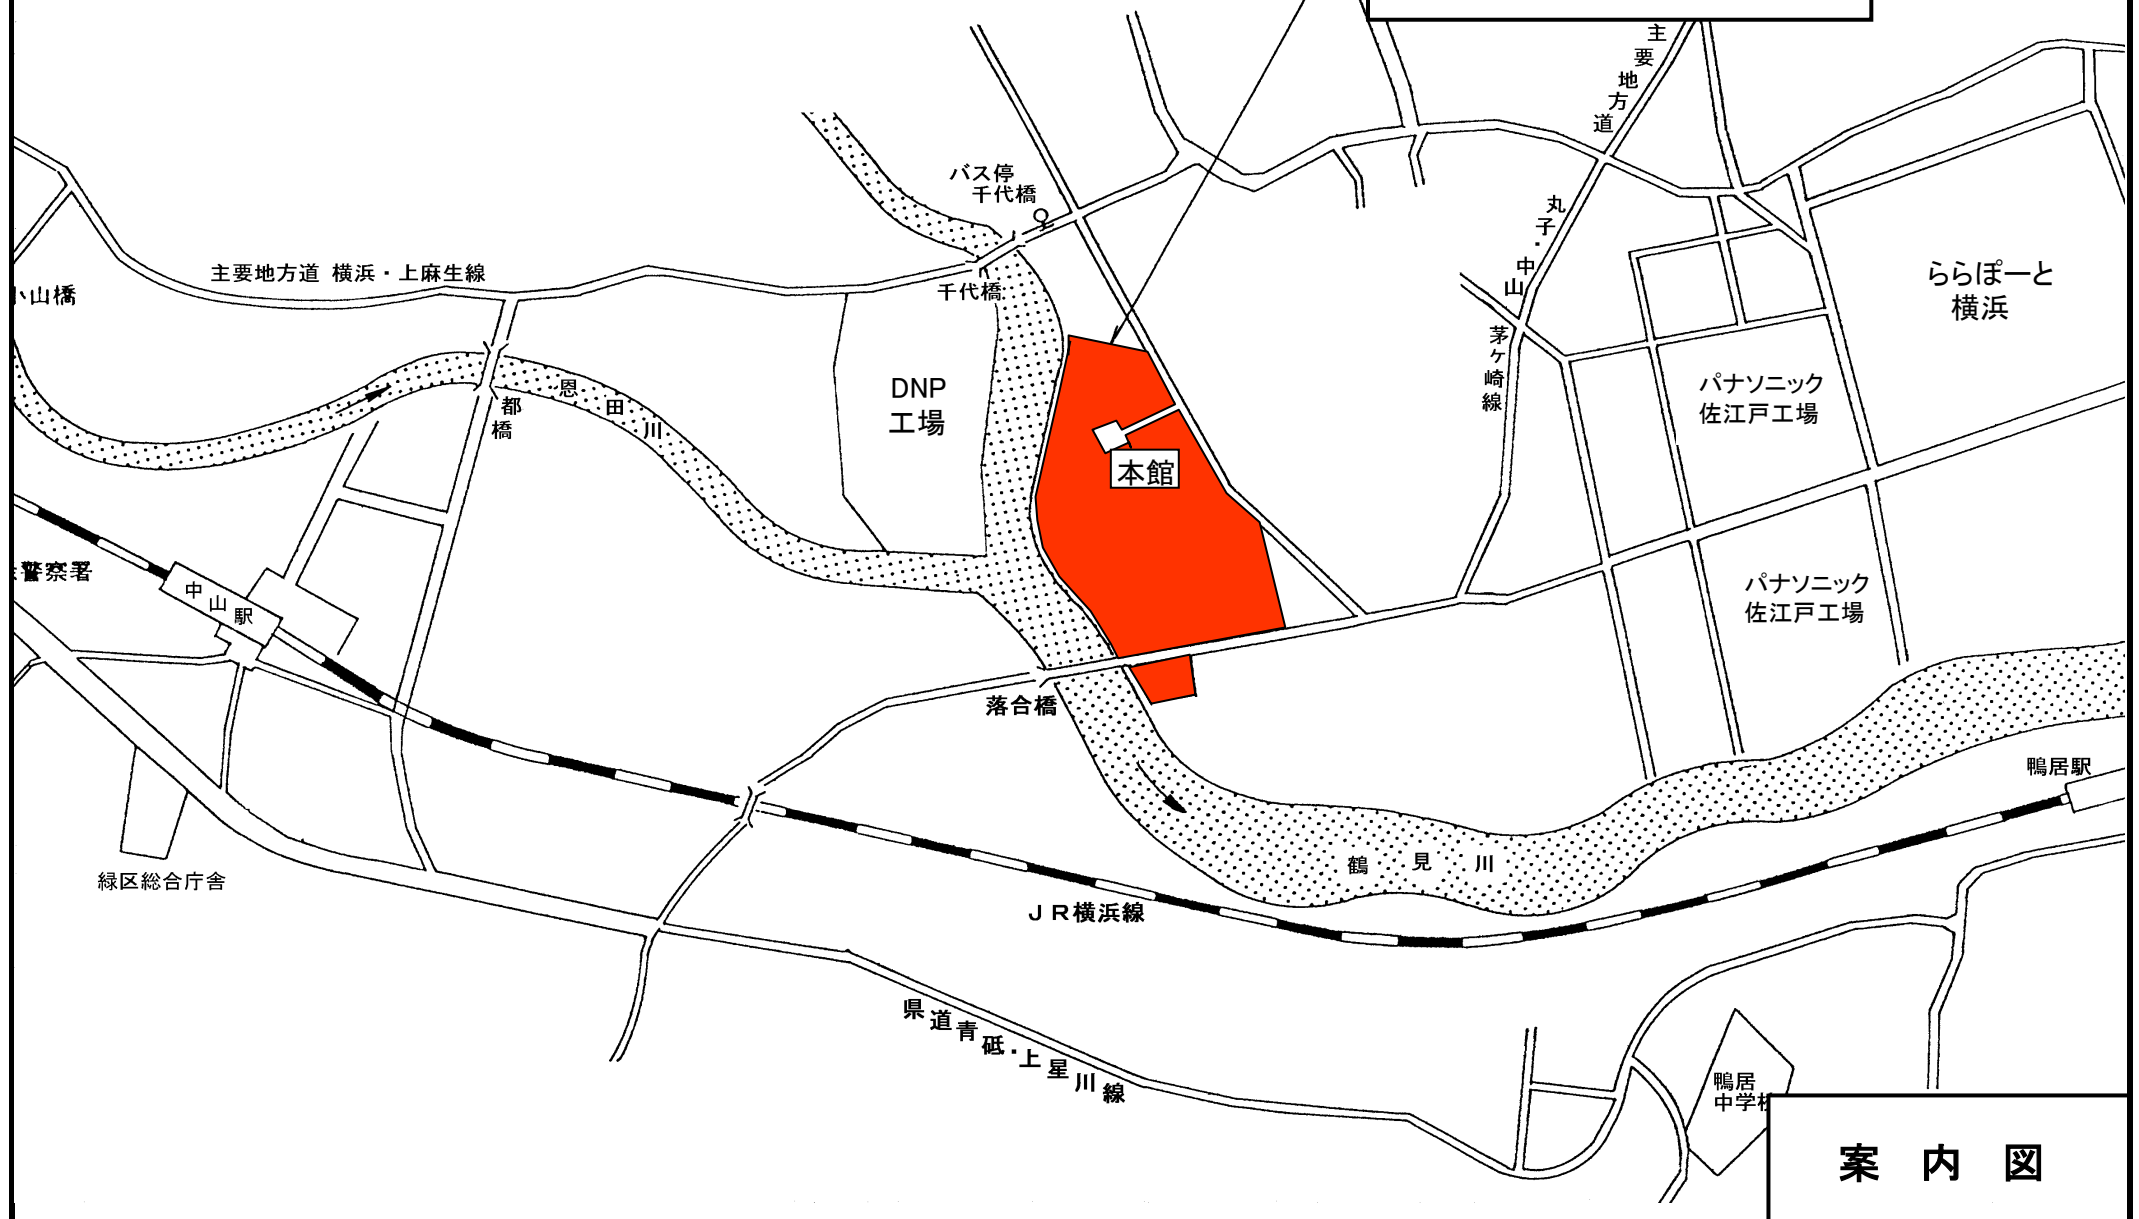 主要地方道
丸子・中山
茅ケ崎線
バス停
千代橋
主要地方道 横浜・上麻生線
小山橋
千代橋
ららぽーと
横浜
恩田川
都橋
DNP
工場
パナソニック
佐江戸工場
本館
警察署
中山駅
パナソニック
佐江戸工場
落合橋
鴨居駅
鶴見川
緑区総合庁舎
JR横浜線
県道青砥・上星川線
鴨居
中学校
案内図